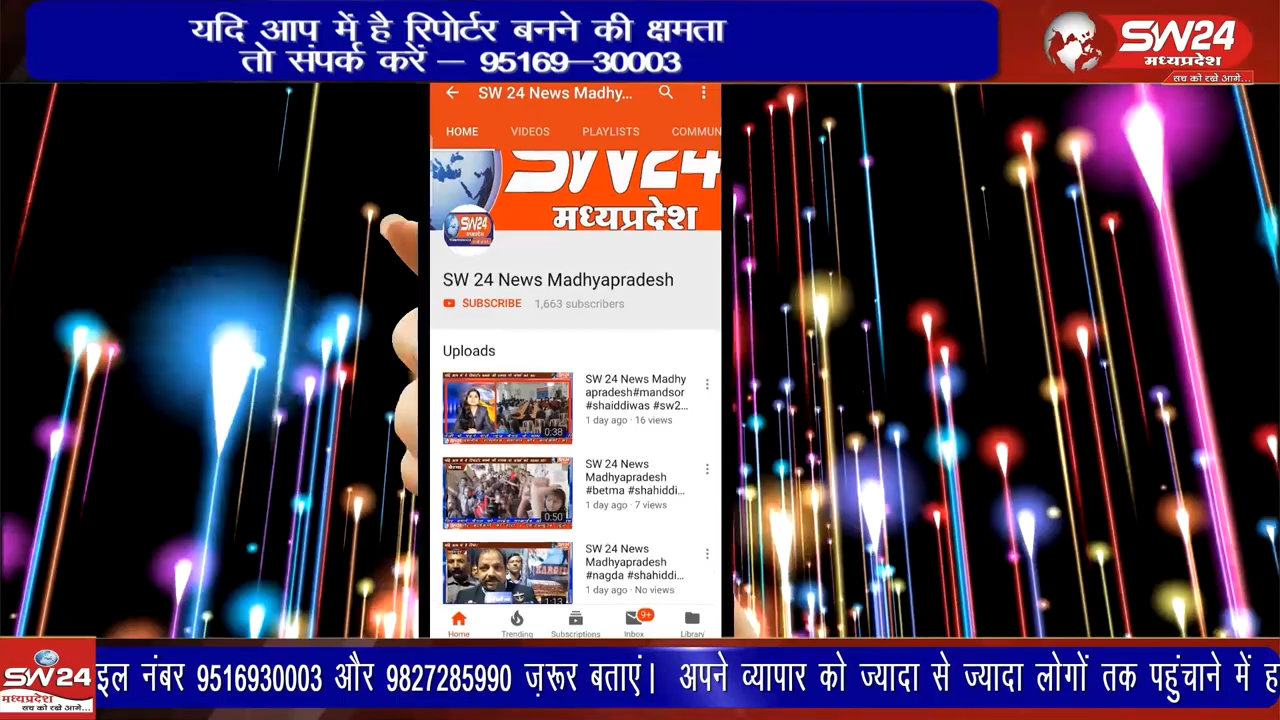 यदि आप में है रिपोर्टर बनने की क्षमता
तो संपर्क करें – 95169–30003
SW24
मध्यप्रदेश
सच को रखे आगे...
SW 24 News Madhy...
HOME VIDEOS PLAYLISTS COMMUN
SW24
मध्यप्रदेश
SW24
SW 24 News Madhyapradesh
SUBSCRIBE 1,663 subscribers
Uploads
SW 24 News Madhy
apradesh#mandsor
#shaiddiwas #sw2...
1 day ago · 16 views
0:38
SW 24 News
Madhyapradesh
#betma #shahiddi...
1 day ago · 7 views
0:50
SW 24 News
Madhyapradesh
#nagda #shahiddi...
1 day ago · No views
1:13
9+
Home Trending Subscriptions Inbox Library
SW24
मध्यप्रदेश
सच को रखे आगे...
इल नंबर 9516930003 और 9827285990 ज़रूर बताएं। अपने व्यापार को ज्यादा से ज्यादा लोगों तक पहुंचाने में ह